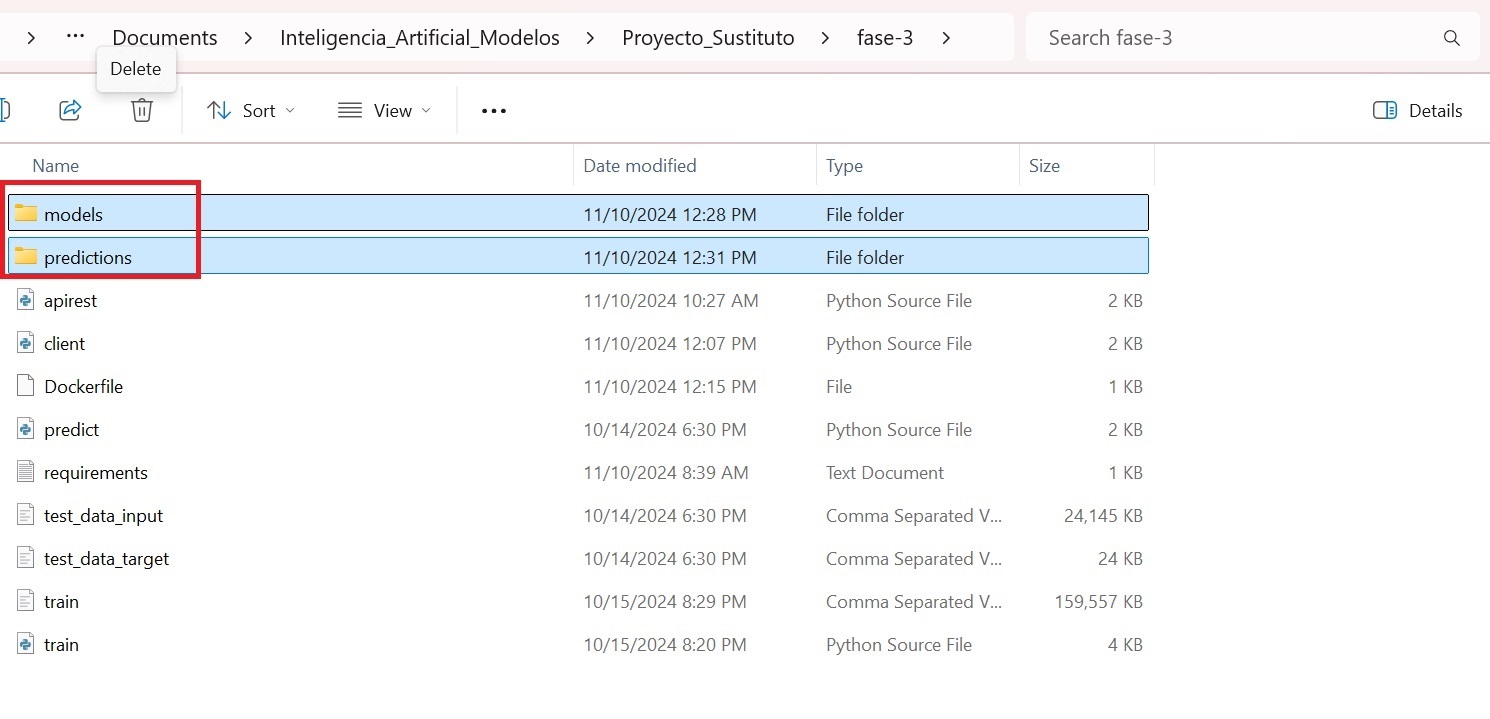 Documents > Inteligencia_Artificial_Modelos > Proyecto_Sustituto > fase-3 > Search fase-3
Delete
Sort View Details
Name Date modified Type Size
models 11/10/2024 12:28 PM File folder
predictions 11/10/2024 12:31 PM File folder
apirest 11/10/2024 10:27 AM Python Source File 2 KB
client 11/10/2024 12:07 PM Python Source File 2 KB
Dockerfile 11/10/2024 12:15 PM File 1 KB
predict 10/14/2024 6:30 PM Python Source File 2 KB
requirements 11/10/2024 8:39 AM Text Document 1 KB
test_data_input 10/14/2024 6:30 PM Comma Separated V... 24,145 KB
test_data_target 10/14/2024 6:30 PM Comma Separated V... 24 KB
train 10/15/2024 8:29 PM Comma Separated V... 159,557 KB
train 10/15/2024 8:20 PM Python Source File 4 KB